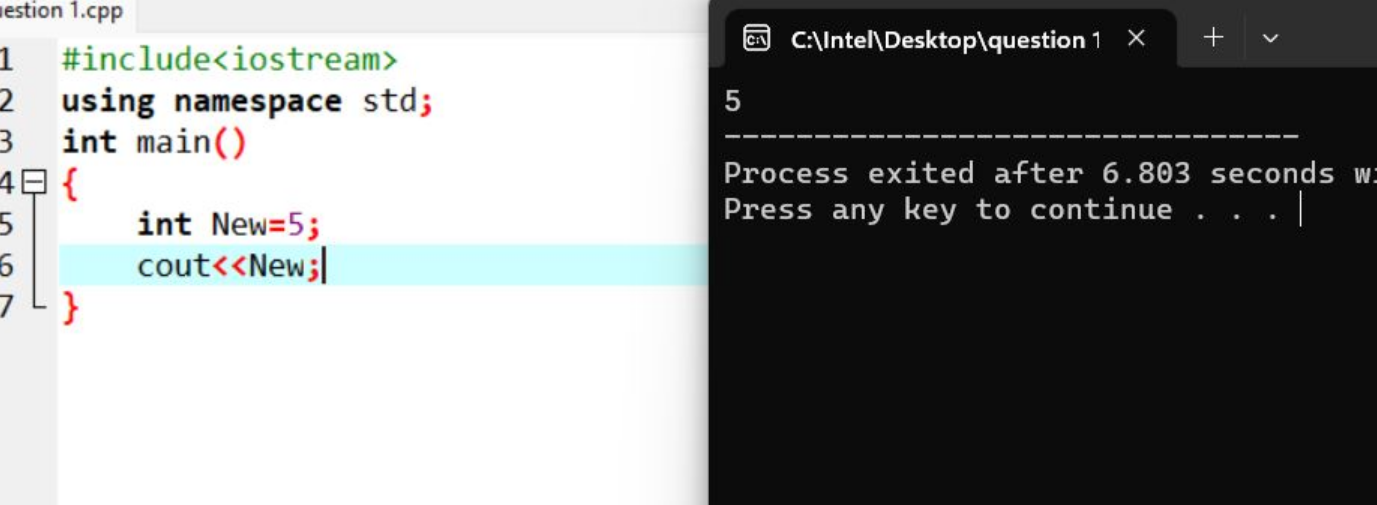 uestion 1.cpp
1 #include<iostream>
2 using namespace std;
3 int main()
4 {
5 int New=5;
6 cout<<New;
7 }
C:\Intel\Desktop\question 1
5
--------------------------------
Process exited after 6.803 seconds wi
Press any key to continue . . .